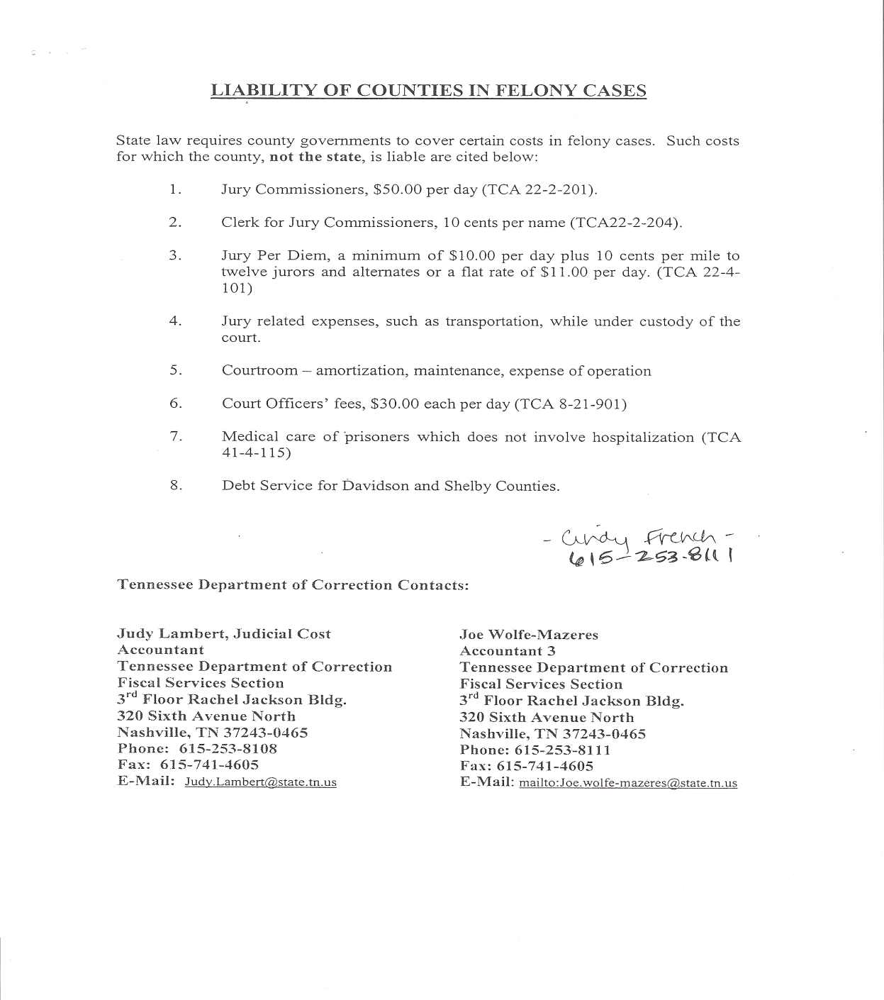 LIABILITY OF COUNTIES IN FELONY CASES
State law requires county governments to cover certain costs in felony cases. Such costs
for which the county, not the state, is liable are cited below:
1. Jury Commissioners, $50.00 per day (TCA 22-2-201).
2. Clerk for Jury Commissioners, 10 cents per name (TCA22-2-204).
3. Jury Per Diem, a minimum of $10.00 per day plus 10 cents per mile to
twelve jurors and alternates or a flat rate of $11.00 per day. (TCA 22-4-
101)
4. Jury related expenses, such as transportation, while under custody of the
court.
5. Courtroom – amortization, maintenance, expense of operation
6. Court Officers’ fees, $30.00 each per day (TCA 8-21-901)
7. Medical care of prisoners which does not involve hospitalization (TCA
41-4-115)
8. Debt Service for Davidson and Shelby Counties.
- Cindy French -
615-253-8111
Tennessee Department of Correction Contacts:
Judy Lambert, Judicial Cost
Accountant
Tennessee Department of Correction
Fiscal Services Section
3rd Floor Rachel Jackson Bldg.
320 Sixth Avenue North
Nashville, TN 37243-0465
Phone: 615-253-8108
Fax: 615-741-4605
E-Mail: Judy.Lambert@state.tn.us
Joe Wolfe-Mazeres
Accountant 3
Tennessee Department of Correction
Fiscal Services Section
3rd Floor Rachel Jackson Bldg.
320 Sixth Avenue North
Nashville, TN 37243-0465
Phone: 615-253-8111
Fax: 615-741-4605
E-Mail: mailto:Joe.wolfe-mazeres@state.tn.us